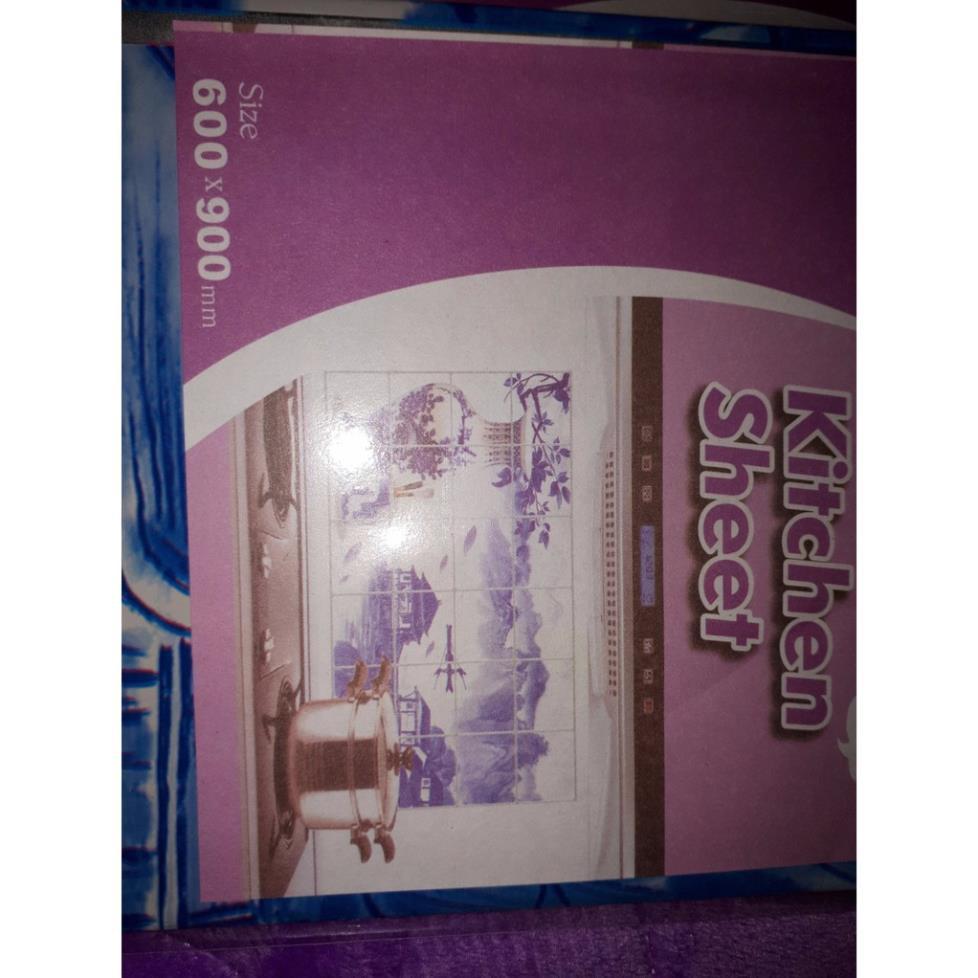 Kitchen
Sheet
Size
600 x 900 mm